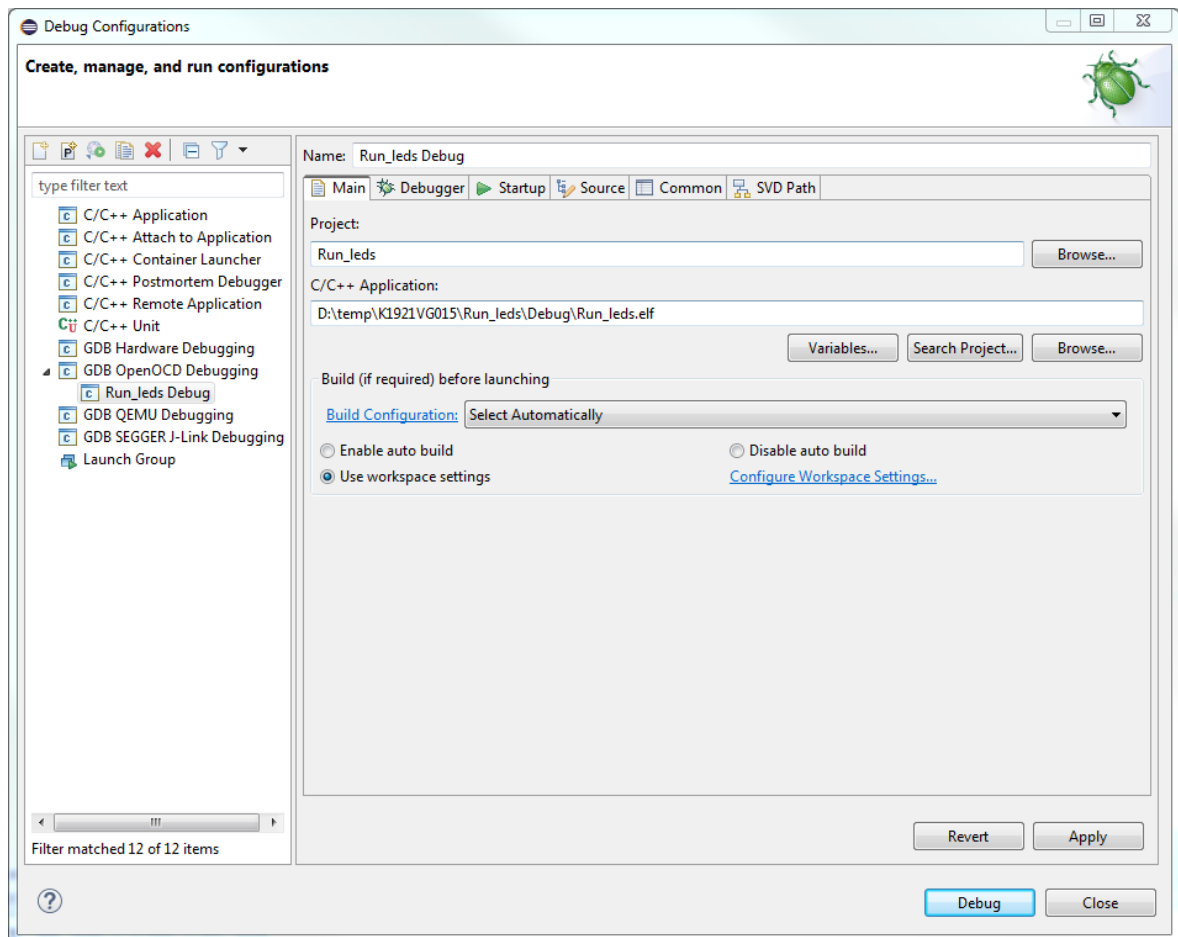 Debug Configurations
Create, manage, and run configurations
type filter text
C/C++ Application
C/C++ Attach to Application
C/C++ Container Launcher
C/C++ Postmortem Debugger
C/C++ Remote Application
C/C++ Unit
GDB Hardware Debugging
GDB OpenOCD Debugging
Run_leds Debug
GDB QEMU Debugging
GDB SEGGER J-Link Debugging
Launch Group
Filter matched 12 of 12 items
Name: Run_leds Debug
Main Debugger Startup Source Common SVD Path
Project:
Run_leds Browse...
C/C++ Application:
D:\temp\K1921VG015\Run_leds\Debug\Run_leds.elf
Variables... Search Project... Browse...
Build (if required) before launching
Build Configuration: Select Automatically
Enable auto build Disable auto build
Use workspace settings Configure Workspace Settings...
Revert Apply
Debug Close